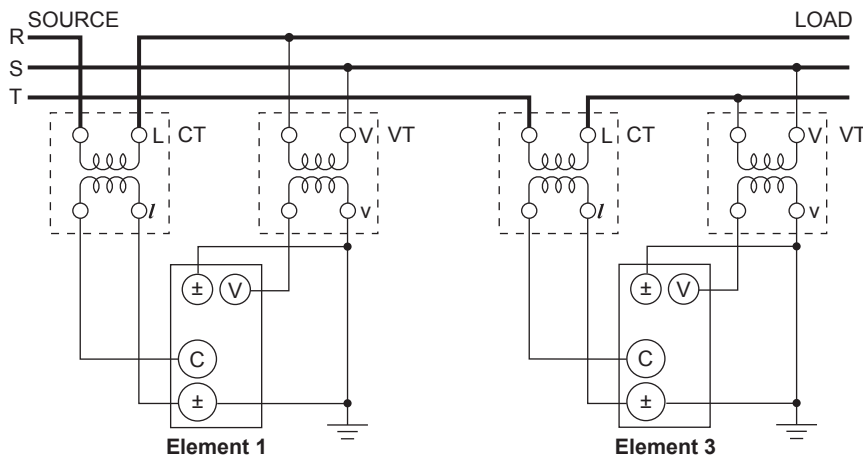 SOURCE LOAD
R
S
T
L CT V VT L CT V VT
l v l v
± V ± V
C C
± ±
Element 1 Element 3